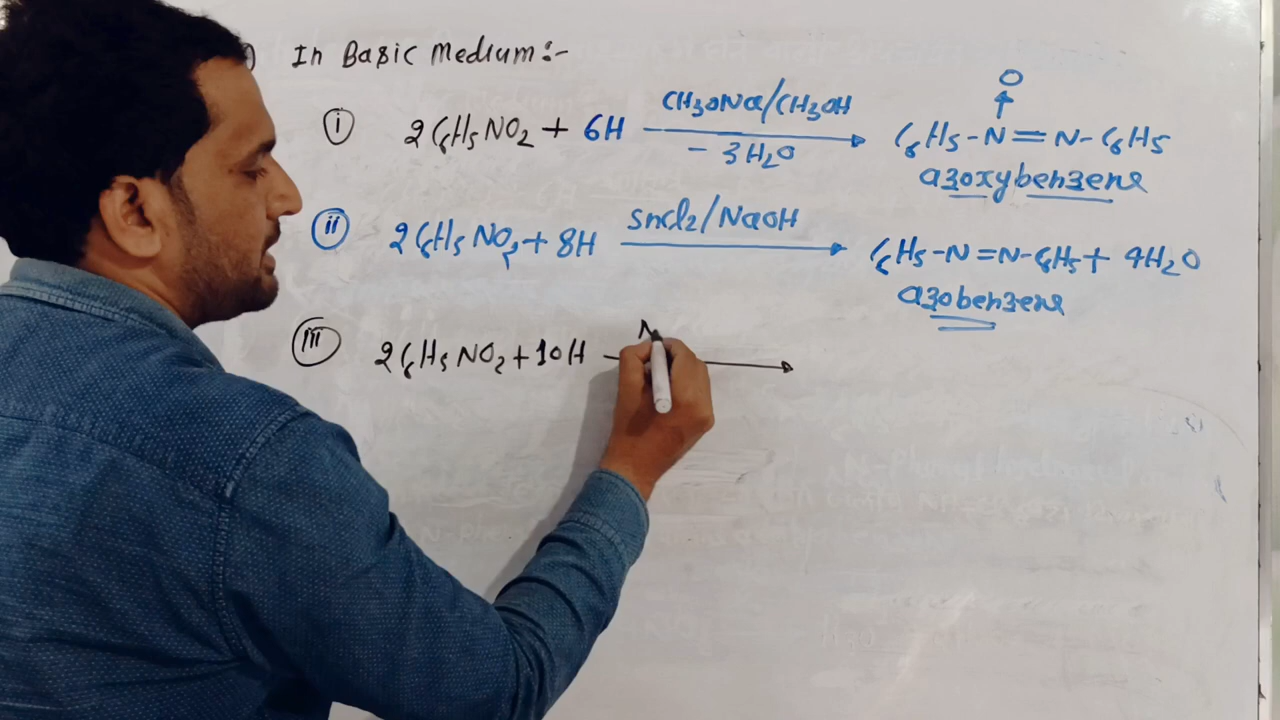 ) In Basic Medium:-
i 2C6H5NO2 + 6H CH3ONa/CH3OH - 3H2O C6H5-N=N-C6H5 O
azoxybenzene
ii 2C6H5NO2 + 8H SnCl2/NaOH C6H5-N=N-C6H5 + 4H2O
azobenzene
iii 2C6H5NO2 + 10H